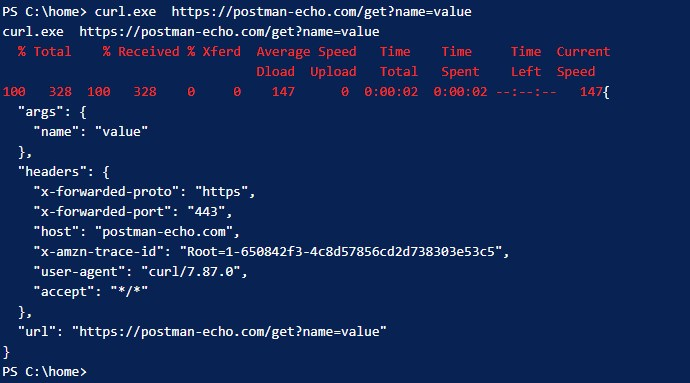 PS C:\home> curl.exe  https://postman-echo.com/get?name=value
curl.exe  https://postman-echo.com/get?name=value
  % Total    % Received % Xferd  Average Speed   Time    Time     Time  Current
                                 Dload  Upload   Total   Spent    Left  Speed
100   328  100   328    0     0    147      0  0:00:02  0:00:02 --:--:--   147{
  "args": {
    "name": "value"
  },
  "headers": {
    "x-forwarded-proto": "https",
    "x-forwarded-port": "443",
    "host": "postman-echo.com",
    "x-amzn-trace-id": "Root=1-650842f3-4c8d57856cd2d738303e53c5",
    "user-agent": "curl/7.87.0",
    "accept": "*/*"
  },
  "url": "https://postman-echo.com/get?name=value"
}
PS C:\home>